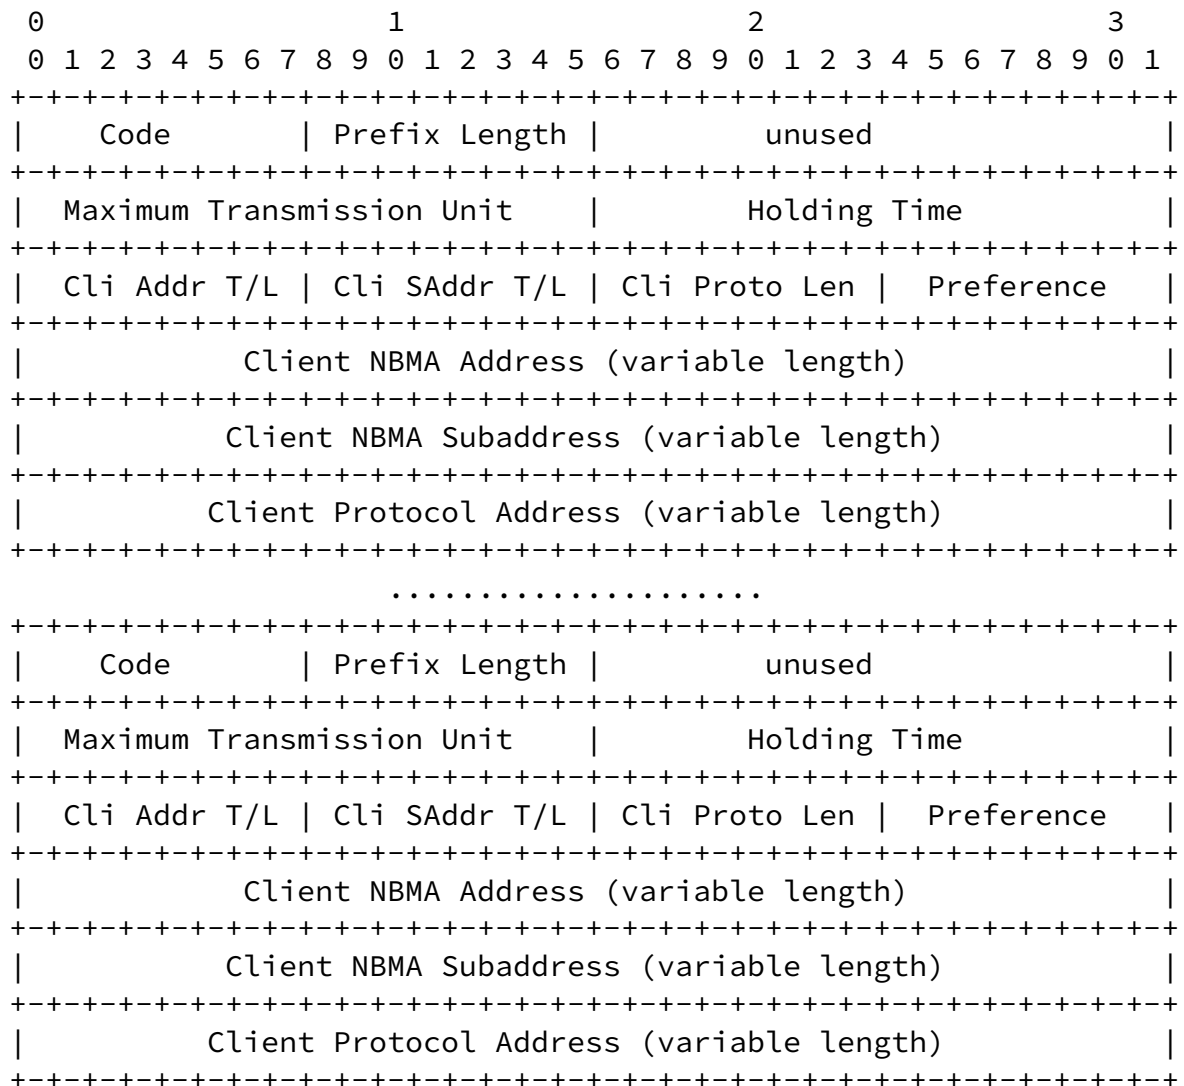 0                   1                   2                   3
 0 1 2 3 4 5 6 7 8 9 0 1 2 3 4 5 6 7 8 9 0 1 2 3 4 5 6 7 8 9 0 1
+-+-+-+-+-+-+-+-+-+-+-+-+-+-+-+-+-+-+-+-+-+-+-+-+-+-+-+-+-+-+-+-+
|    Code       | Prefix Length |         unused                |
+-+-+-+-+-+-+-+-+-+-+-+-+-+-+-+-+-+-+-+-+-+-+-+-+-+-+-+-+-+-+-+-+
|  Maximum Transmission Unit    |        Holding Time           |
+-+-+-+-+-+-+-+-+-+-+-+-+-+-+-+-+-+-+-+-+-+-+-+-+-+-+-+-+-+-+-+-+
|  Cli Addr T/L | Cli SAddr T/L | Cli Proto Len |  Preference   |
+-+-+-+-+-+-+-+-+-+-+-+-+-+-+-+-+-+-+-+-+-+-+-+-+-+-+-+-+-+-+-+-+
|            Client NBMA Address (variable length)              |
+-+-+-+-+-+-+-+-+-+-+-+-+-+-+-+-+-+-+-+-+-+-+-+-+-+-+-+-+-+-+-+-+
|           Client NBMA Subaddress (variable length)            |
+-+-+-+-+-+-+-+-+-+-+-+-+-+-+-+-+-+-+-+-+-+-+-+-+-+-+-+-+-+-+-+-+
|          Client Protocol Address (variable length)            |
+-+-+-+-+-+-+-+-+-+-+-+-+-+-+-+-+-+-+-+-+-+-+-+-+-+-+-+-+-+-+-+-+
                     .....................
+-+-+-+-+-+-+-+-+-+-+-+-+-+-+-+-+-+-+-+-+-+-+-+-+-+-+-+-+-+-+-+-+
|    Code       | Prefix Length |         unused                |
+-+-+-+-+-+-+-+-+-+-+-+-+-+-+-+-+-+-+-+-+-+-+-+-+-+-+-+-+-+-+-+-+
|  Maximum Transmission Unit    |        Holding Time           |
+-+-+-+-+-+-+-+-+-+-+-+-+-+-+-+-+-+-+-+-+-+-+-+-+-+-+-+-+-+-+-+-+
|  Cli Addr T/L | Cli SAddr T/L | Cli Proto Len |  Preference   |
+-+-+-+-+-+-+-+-+-+-+-+-+-+-+-+-+-+-+-+-+-+-+-+-+-+-+-+-+-+-+-+-+
|            Client NBMA Address (variable length)              |
+-+-+-+-+-+-+-+-+-+-+-+-+-+-+-+-+-+-+-+-+-+-+-+-+-+-+-+-+-+-+-+-+
|           Client NBMA Subaddress (variable length)            |
+-+-+-+-+-+-+-+-+-+-+-+-+-+-+-+-+-+-+-+-+-+-+-+-+-+-+-+-+-+-+-+-+
|          Client Protocol Address (variable length)            |
+-+-+-+-+-+-+-+-+-+-+-+-+-+-+-+-+-+-+-+-+-+-+-+-+-+-+-+-+-+-+-+-+